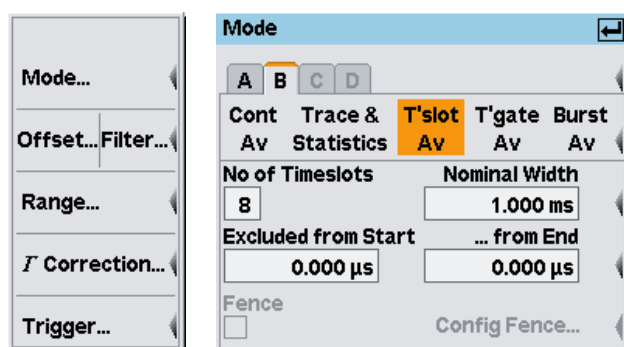 Mode...
Offset... Filter...
Range...
Γ Correction...
Trigger...
Mode
A B C D
Cont Av Trace & Statistics T'slot Av T'gate Av Burst Av
No of Timeslots Nominal Width
8 1.000 ms
Excluded from Start ... from End
0.000 µs 0.000 µs
Fence
Config Fence...